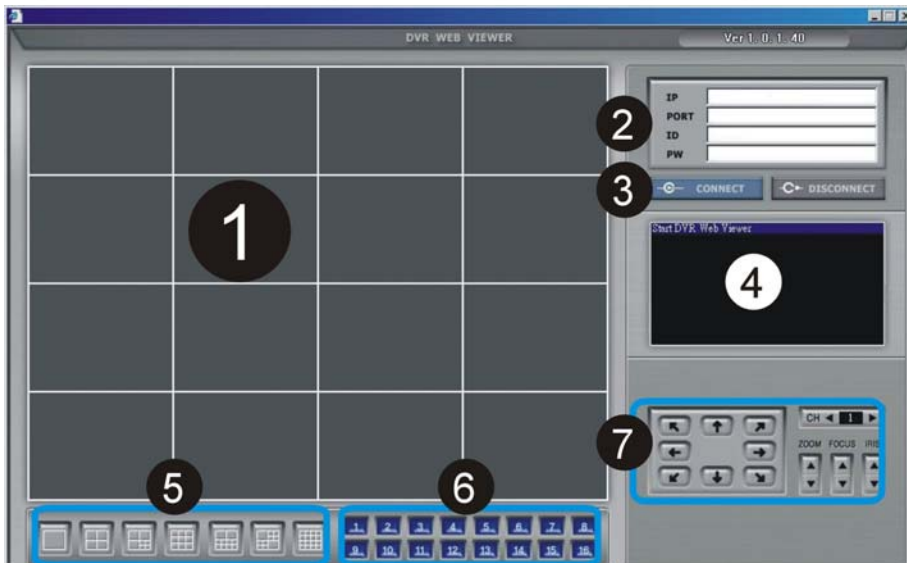 DVR WEB VIEWER
Ver 1. 0. 1. 40
IP
PORT
ID
PW
2
3
CONNECT
DISCONNECT
1
Start DVR Web Viewer
4
7
CH 1
ZOOM FOCUS IRIS
5
6
1 2 3 4 5 6 7 8
9 10 11 12 13 14 15 16